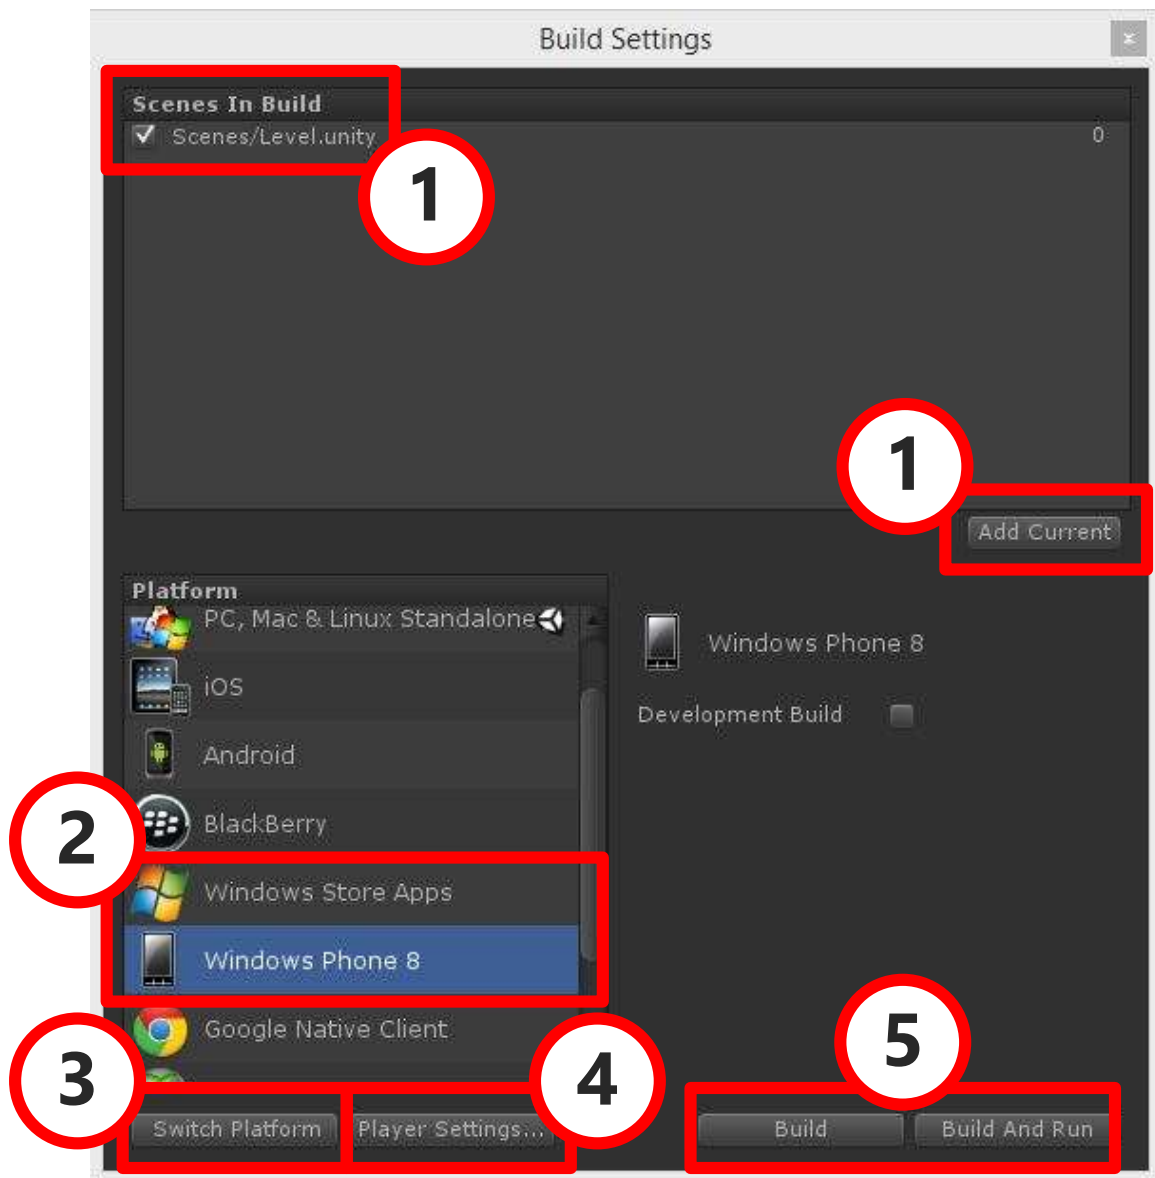 Build Settings
Scenes In Build
Scenes/Level.unity 0
1
1
Add Current
Platform
PC, Mac & Linux Standalone
iOS
Android
BlackBerry
Windows Store Apps
Windows Phone 8
Google Native Client
Windows Phone 8
Development Build
2
3
4
5
Switch Platform
Player Settings...
Build
Build And Run